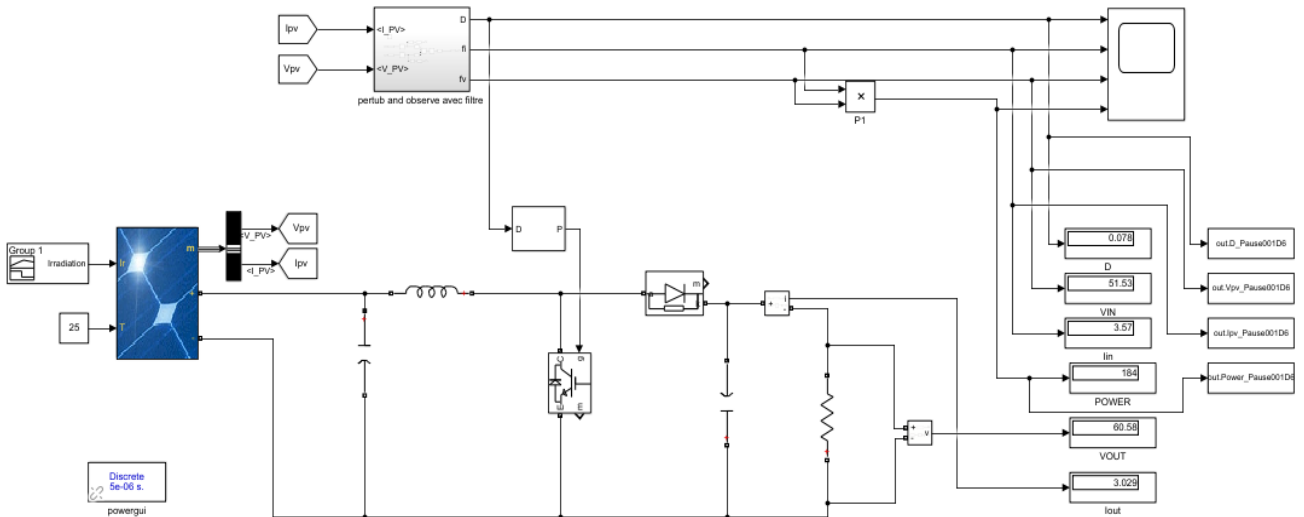 Ipv
<I_PV>
D
fi
Vpv
<V_PV>
fv
pertub and observe avec filtre
×
P1
Group 1
Irradiation
Ir
m
<V_PV>
Vpv
<I_PV>
Ipv
D
P
0.078
D
out.D_Pause001D6
51.53
VIN
out.Vpv_Pause001D6
+
25
T
-
m
a
k
+
i
-
3.57
Iin
out.Ipv_Pause001D6
g
C
E
m
184
POWER
out.Power_Pause001D6
+
-
v
60.58
VOUT
Discrete
5e-06 s.
powergui
3.029
Iout